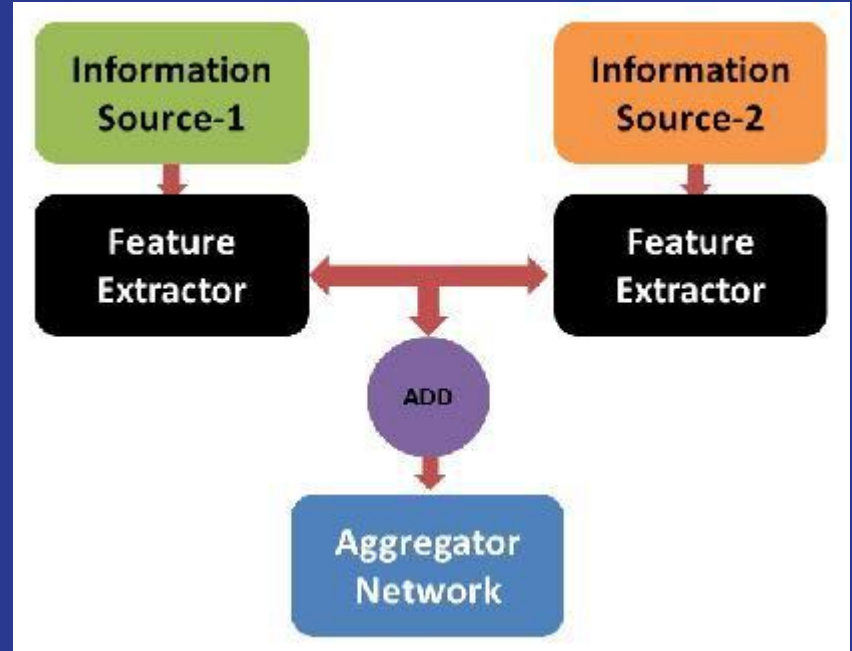 Information
Source-1
Information
Source-2
Feature
Extractor
Feature
Extractor
ADD
Aggregator
Network